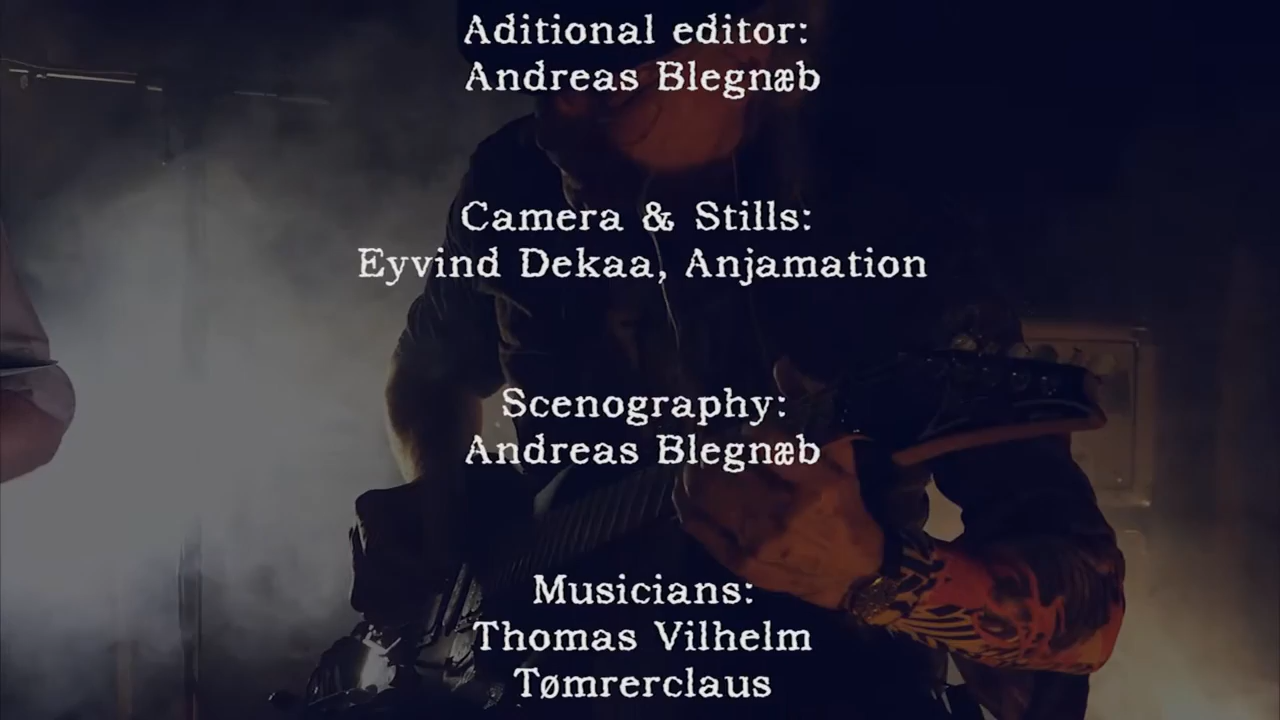 Aditional editor:
Andreas Blegnæb
Camera & Stills:
Eyvind Dekaa, Anjamation
Scenography:
Andreas Blegnæb
Musicians:
Thomas Vilhelm
Tømrerclaus